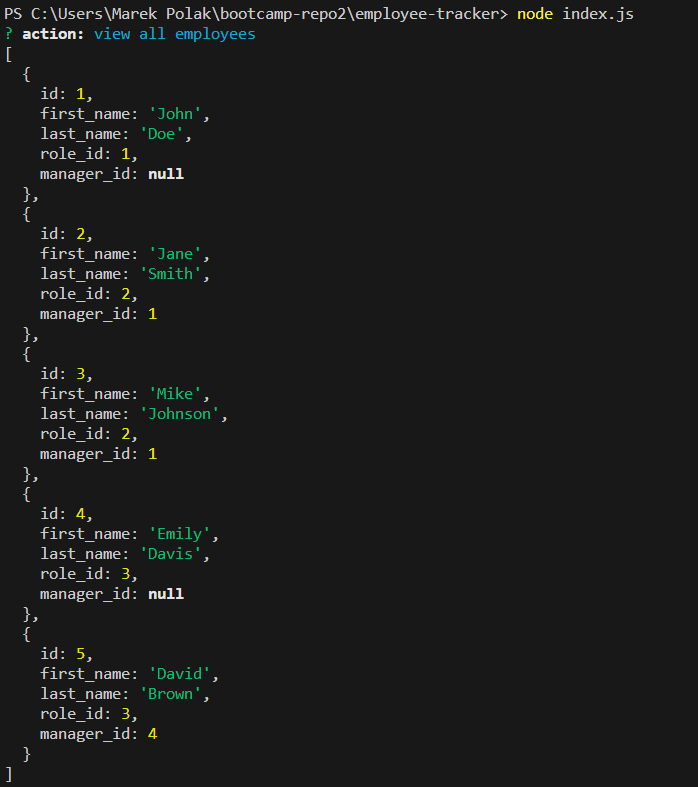 PS C:\Users\Marek Polak\bootcamp-repo2\employee-tracker> node index.js
? action: view all employees
[
  {
    id: 1,
    first_name: 'John',
    last_name: 'Doe',
    role_id: 1,
    manager_id: null
  },
  {
    id: 2,
    first_name: 'Jane',
    last_name: 'Smith',
    role_id: 2,
    manager_id: 1
  },
  {
    id: 3,
    first_name: 'Mike',
    last_name: 'Johnson',
    role_id: 2,
    manager_id: 1
  },
  {
    id: 4,
    first_name: 'Emily',
    last_name: 'Davis',
    role_id: 3,
    manager_id: null
  },
  {
    id: 5,
    first_name: 'David',
    last_name: 'Brown',
    role_id: 3,
    manager_id: 4
  }
]